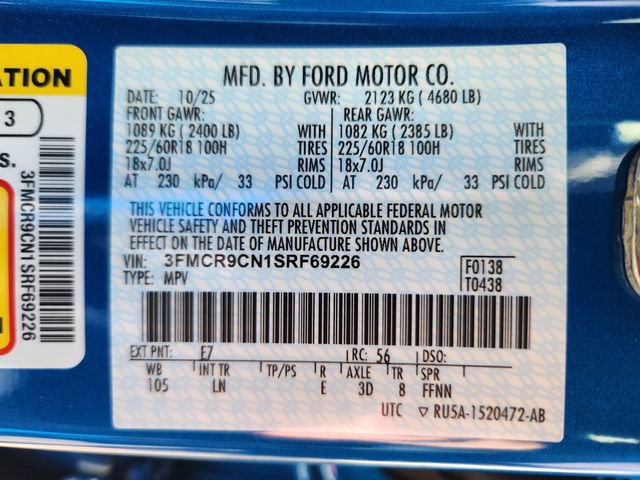 ATION
3
S.
3FMCR9CN1SRF69226
MFD. BY FORD MOTOR CO.
DATE: 10/25 GVWR: 2123 KG ( 4680 LB)
FRONT GAWR: REAR GAWR:
1089 KG ( 2400 LB) WITH 1082 KG ( 2385 LB) WITH
225/60R18 100H TIRES 225/60R18 100H TIRES
18x7.0J RIMS 18x7.0J RIMS
AT 230 kPa/ 33 PSI COLD AT 230 kPa/ 33 PSI COLD
THIS VEHICLE CONFORMS TO ALL APPLICABLE FEDERAL MOTOR
VEHICLE SAFETY AND THEFT PREVENTION STANDARDS IN
EFFECT ON THE DATE OF MANUFACTURE SHOWN ABOVE.
VIN: 3FMCR9CN1SRF69226 F0138
TYPE: MPV T0438
EXT PNT: E7 RC: 56 DSO:
WB INT TR TP/PS R AXLE TR SPR
105 LN E 3D 8 FFNN
UTC ▽ RU5A-1520472-AB